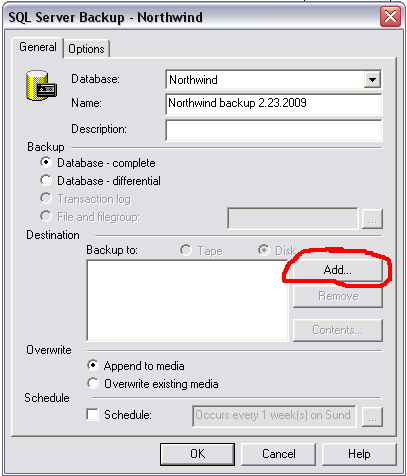 SQL Server Backup - Northwind
General Options
Database: Northwind
Name: Northwind backup 2.23.2009
Description:
Backup
Database - complete
Database - differential
Transaction log
File and filegroup: ...
Destination
Backup to: Tape Disk
Add...
Remove
Contents...
Overwrite
Append to media
Overwrite existing media
Schedule
Schedule: Occurs every 1 week(s) on Sund ...
OK Cancel Help